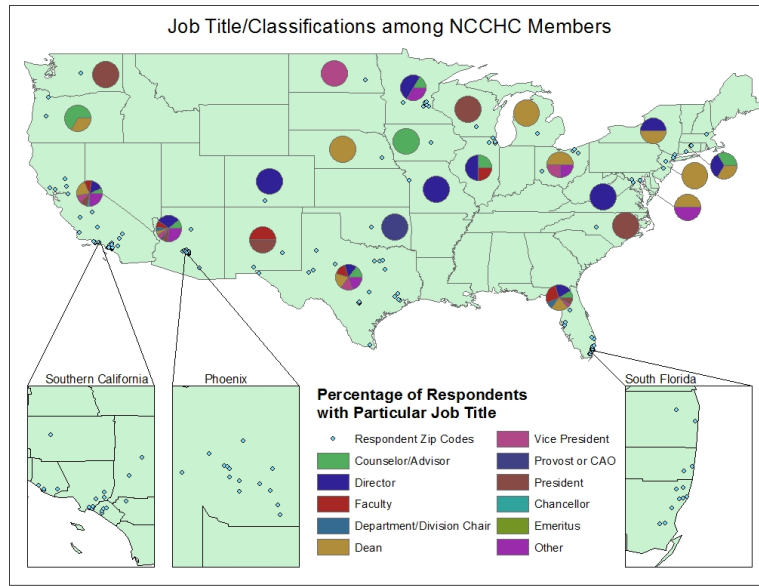 Job Title/Classifications among NCCHC Members
Southern California
Phoenix
South Florida
Percentage of Respondents
with Particular Job Title
Respondent Zip Codes
Counselor/Advisor
Director
Faculty
Department/Division Chair
Dean
Vice President
Provost or CAO
President
Chancellor
Emeritus
Other